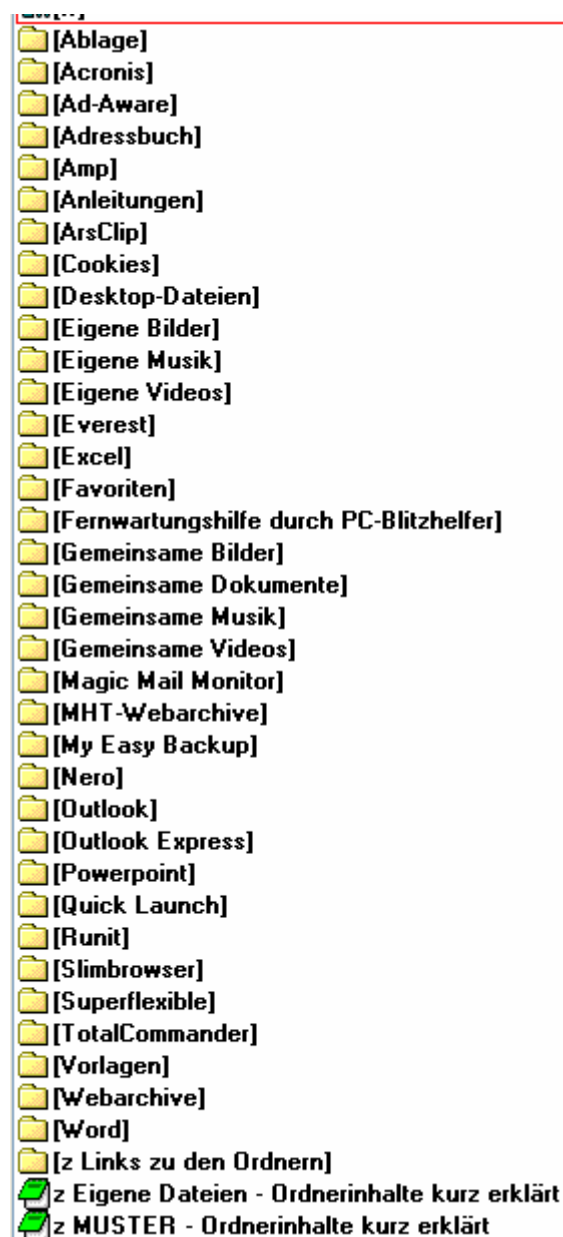 [Ablage]
[Acronis]
[Ad-Aware]
[Adressbuch]
[Amp]
[Anleitungen]
[ArsClip]
[Cookies]
[Desktop-Dateien]
[Eigene Bilder]
[Eigene Musik]
[Eigene Videos]
[Everest]
[Excel]
[Favoriten]
[Fernwartungshilfe durch PC-Blitzhelfer]
[Gemeinsame Bilder]
[Gemeinsame Dokumente]
[Gemeinsame Musik]
[Gemeinsame Videos]
[Magic Mail Monitor]
[MHT-Webarchive]
[My Easy Backup]
[Nero]
[Outlook]
[Outlook Express]
[Powerpoint]
[Quick Launch]
[Runit]
[Slimbrowser]
[Superflexible]
[TotalCommander]
[Vorlagen]
[Webarchive]
[Word]
[z Links zu den Ordnern]
z Eigene Dateien - Ordnerinhalte kurz erklärt
z MUSTER - Ordnerinhalte kurz erklärt